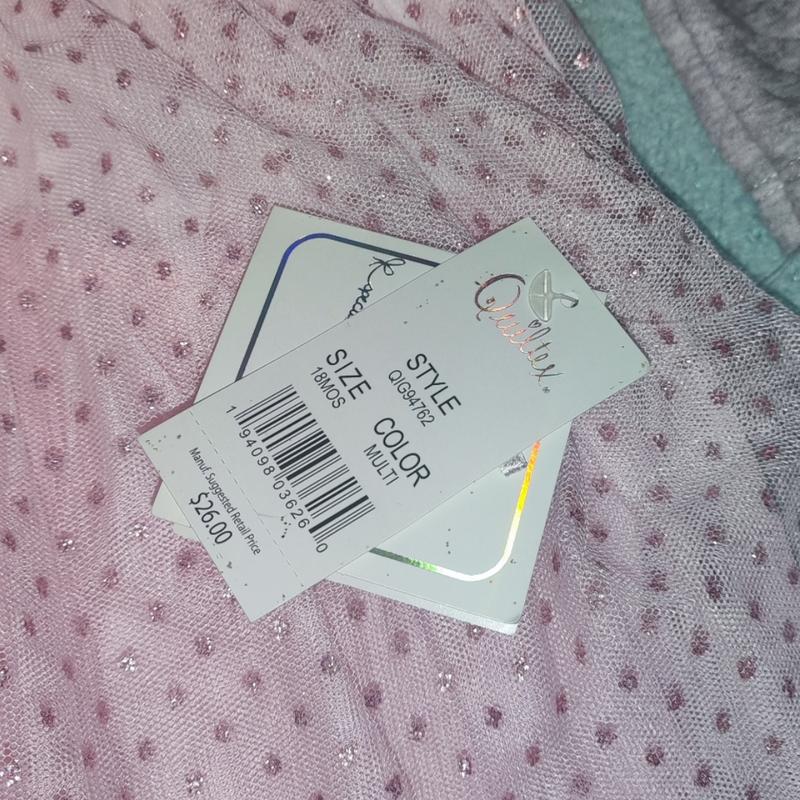 Quiltex
STYLE
QIG94762
SIZE
18MOS
COLOR
MULTI
1 94098 03626 0
Manuf. Suggested Retail Price
$26.00